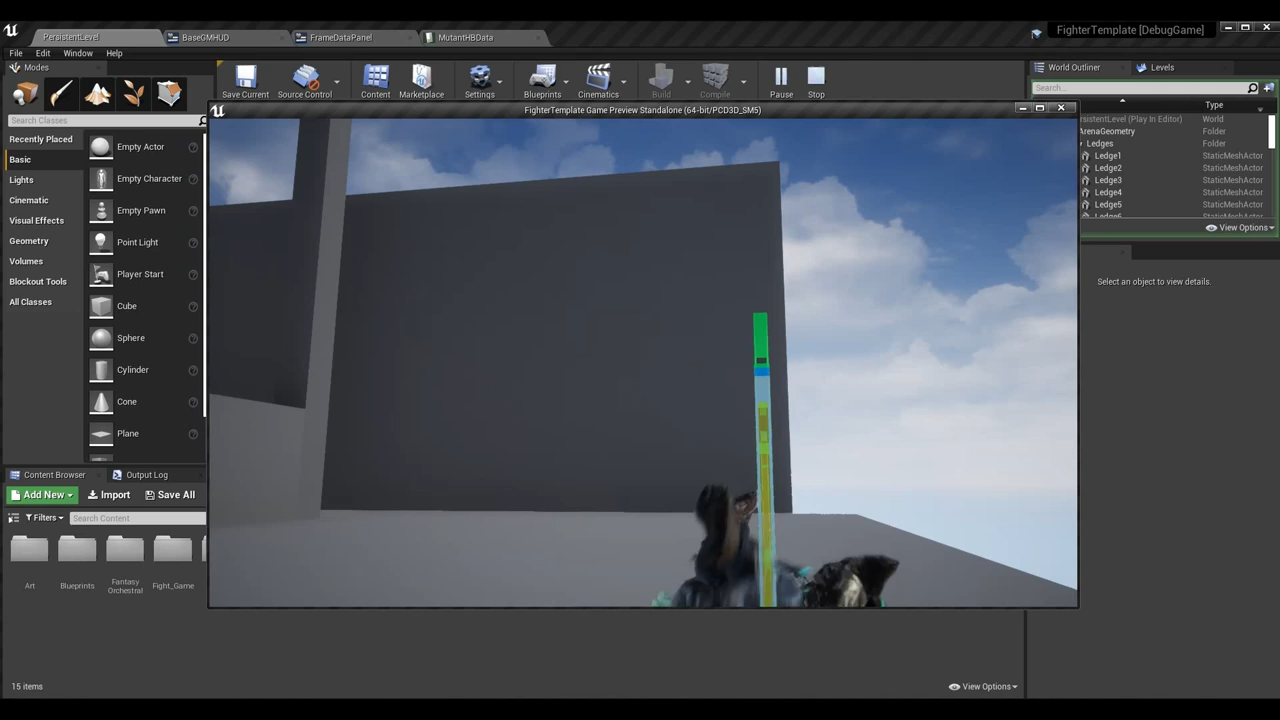 PersistentLevel
BaseGMHUD
FrameDataPanel
MutantHBData
FighterTemplate [DebugGame]
File Edit Window Help
Modes
Save Current
Source Control
Content
Marketplace
Settings
Blueprints
Cinematics
Build
Compile
Pause
Stop
World Outliner
Levels
Search...
Type
rsistentLevel (Play In Editor) World
ArenaGeometry Folder
Ledges Folder
Ledge1 StaticMeshActor
Ledge2 StaticMeshActor
Ledge3 StaticMeshActor
Ledge4 StaticMeshActor
Ledge5 StaticMeshActor
Ledge6 StaticMeshActor
View Options
Select an object to view details.
FighterTemplate Game Preview Standalone (64-bit/PCD3D_SM5)
Search Classes
Recently Placed
Basic
Lights
Cinematic
Visual Effects
Geometry
Volumes
Blockout Tools
All Classes
Empty Actor
Empty Character
Empty Pawn
Point Light
Player Start
Cube
Sphere
Cylinder
Cone
Plane
Content Browser
Output Log
Add New
Import
Save All
Filters
Search Content
Art
Blueprints
Fantasy
Orchestral
Fight_Game
15 items
View Options